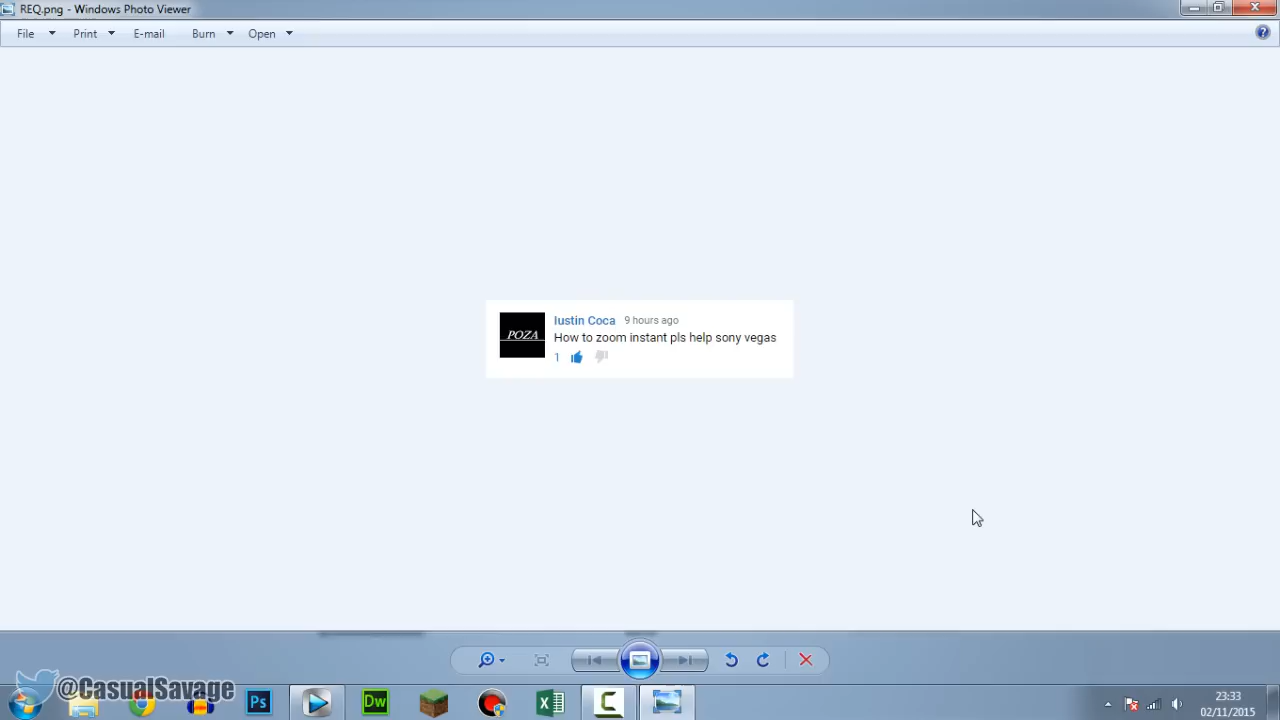 REQ.png - Windows Photo Viewer
File Print E-mail Burn Open
POZA
Iustin Coca 9 hours ago
How to zoom instant pls help sony vegas
1
@CasualSavage
Ps
Dw
C
23:33
02/11/2015